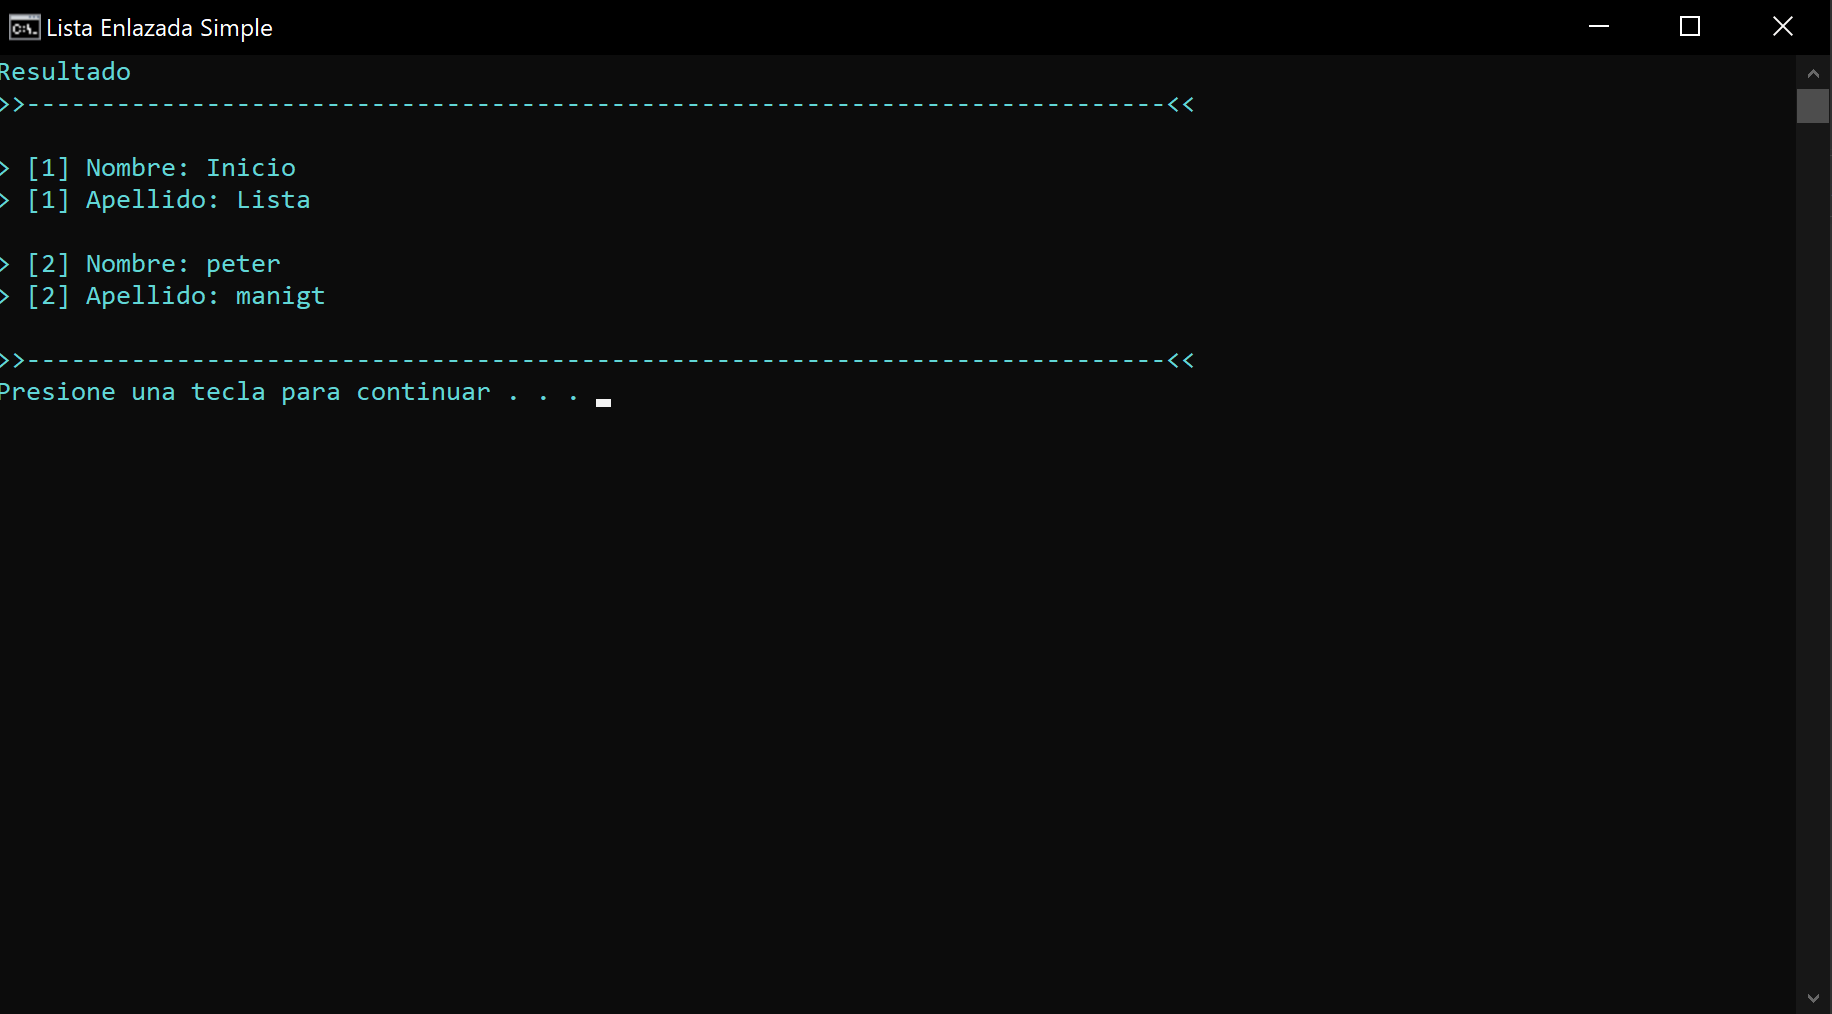 Lista Enlazada Simple
Resultado
>>----------------------------------------------------------------------------<<
> [1] Nombre: Inicio
> [1] Apellido: Lista
> [2] Nombre: peter
> [2] Apellido: manigt
>>----------------------------------------------------------------------------<<
Presione una tecla para continuar . . .